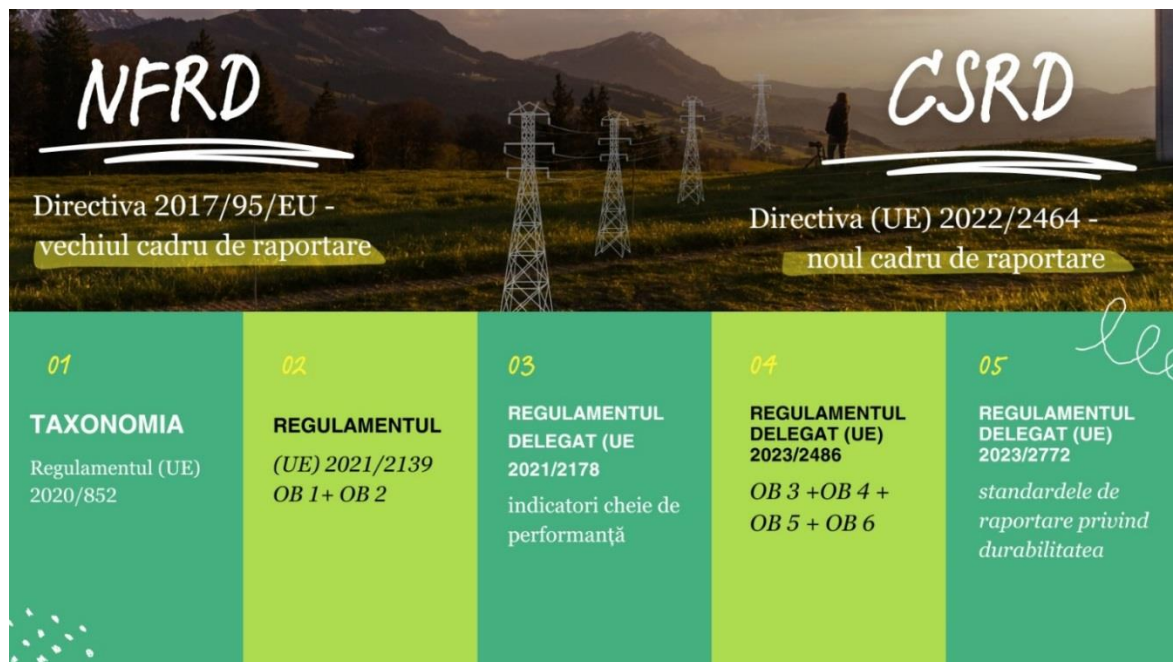 NFRD
Directiva 2017/95/EU -
vechiul cadru de raportare
CSRD
Directiva (UE) 2022/2464 -
noul cadru de raportare
01
TAXONOMIA
Regulamentul (UE)
2020/852
02
REGULAMENTUL
(UE) 2021/2139
OB 1+ OB 2
03
REGULAMENTUL
DELEGAT (UE
2021/2178
indicatori cheie de
performanță
04
REGULAMENTUL
DELEGAT (UE)
2023/2486
OB 3 +OB 4 +
OB 5 + OB 6
05
REGULAMENTUL
DELEGAT (UE)
2023/2772
standardele de
raportare privind
durabilitatea